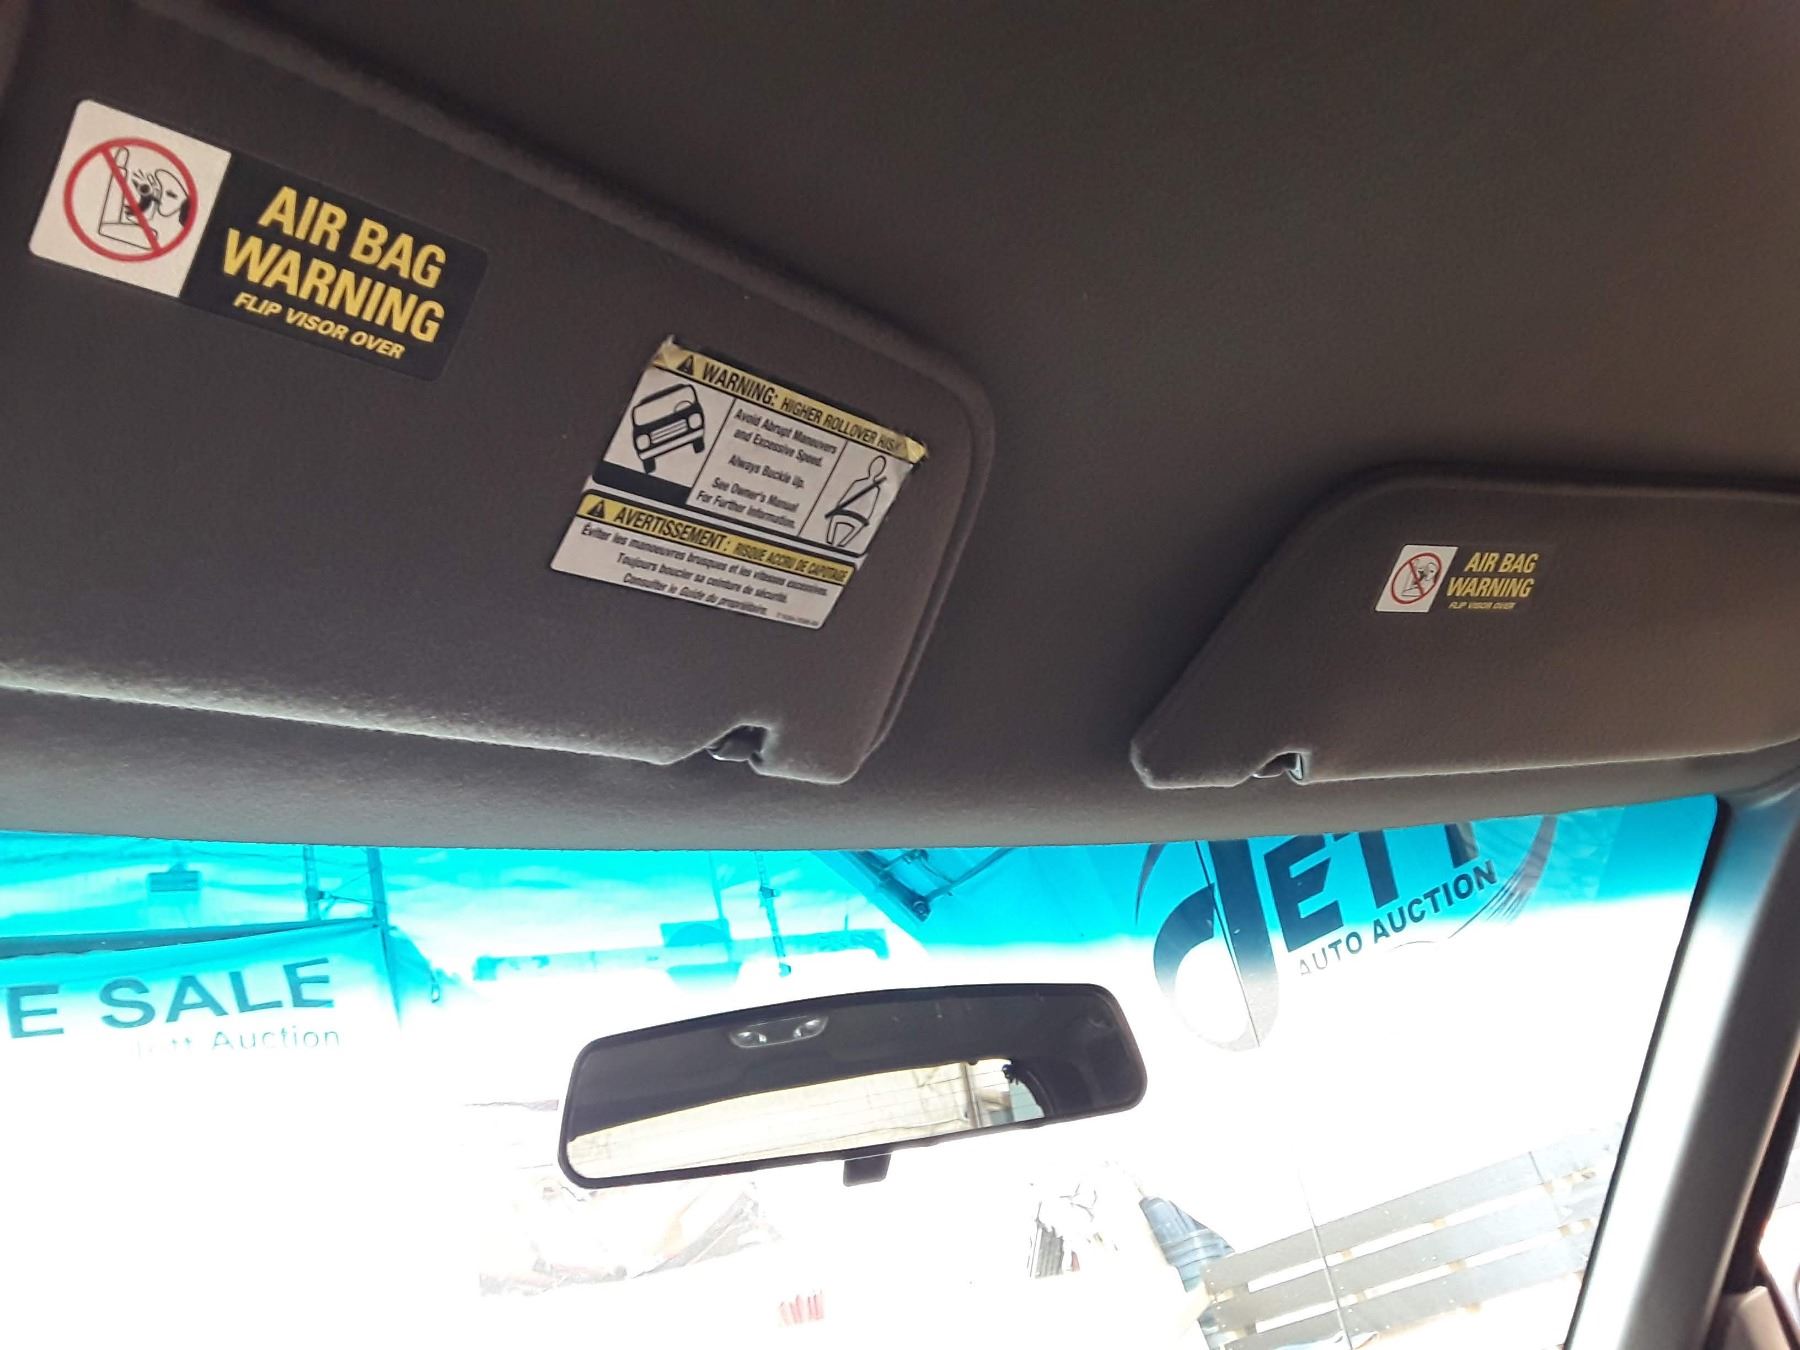 AIR BAG
WARNING
FLIP VISOR OVER
WARNING: HIGHER ROLLOVER RISK
Avoid Abrupt Maneuvers
and Excessive Speed.
Always Buckle Up.
See Owner's Manual
For Further Information.
AVERTISSEMENT: RISQUE ACCRU DE CAPOTAGE
Éviter les manoeuvres brusques et les vitesses excessives.
Toujours boucler sa ceinture de sécurité.
Consulter le Guide du propriétaire.
AIR BAG
WARNING
FLIP VISOR OVER
JETT
AUTO AUCTION
E SALE
Jett Auction